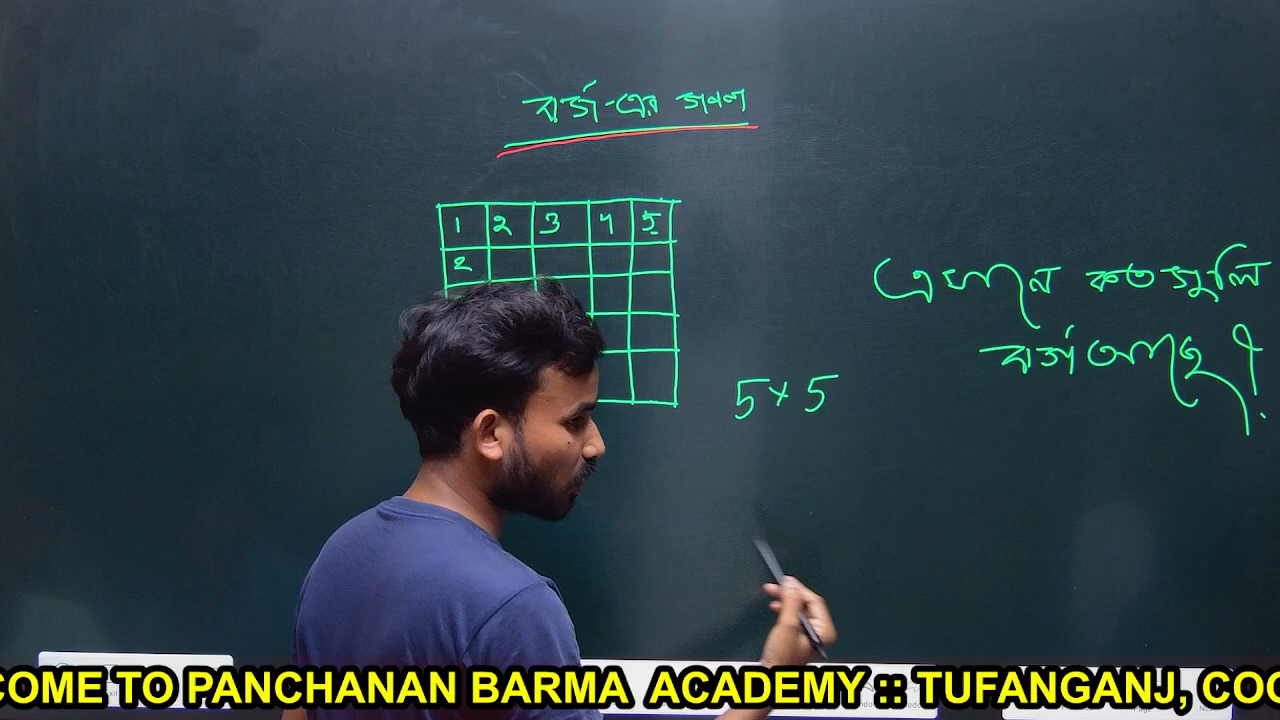 বর্গ-এর
1 2 3 4 5
2
এখানে কতগুলি
বর্গ আছে?
5 × 5
COME TO PANCHANAN BARMA ACADEMY :: TUFANGANJ, COO